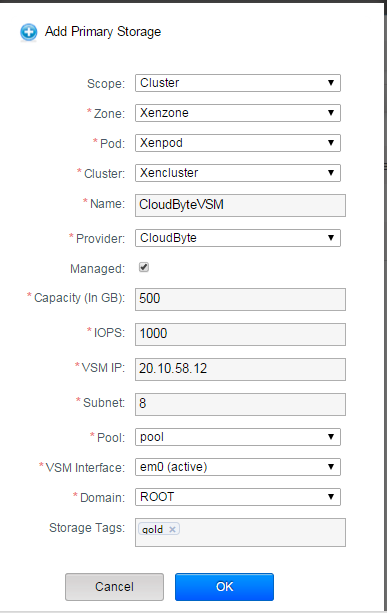 Add Primary Storage
Scope: Cluster
*Zone: Xenzone
*Pod: Xenpod
*Cluster: Xencluster
*Name: CloudByteVSM
*Provider: CloudByte
Managed:
*Capacity (In GB): 500
*IOPS: 1000
*VSM IP: 20.10.58.12
*Subnet: 8
*Pool: pool
*VSM Interface: em0 (active)
*Domain: ROOT
Storage Tags: gold ×
Cancel OK